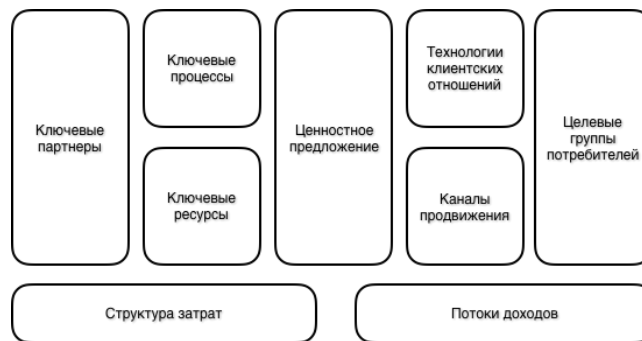 Ключевые
партнеры
Ключевые
процессы
Ключевые
ресурсы
Ценностное
предложение
Технологии
клиентских
отношений
Каналы
продвижения
Целевые
группы
потребителей
Структура затрат
Потоки доходов